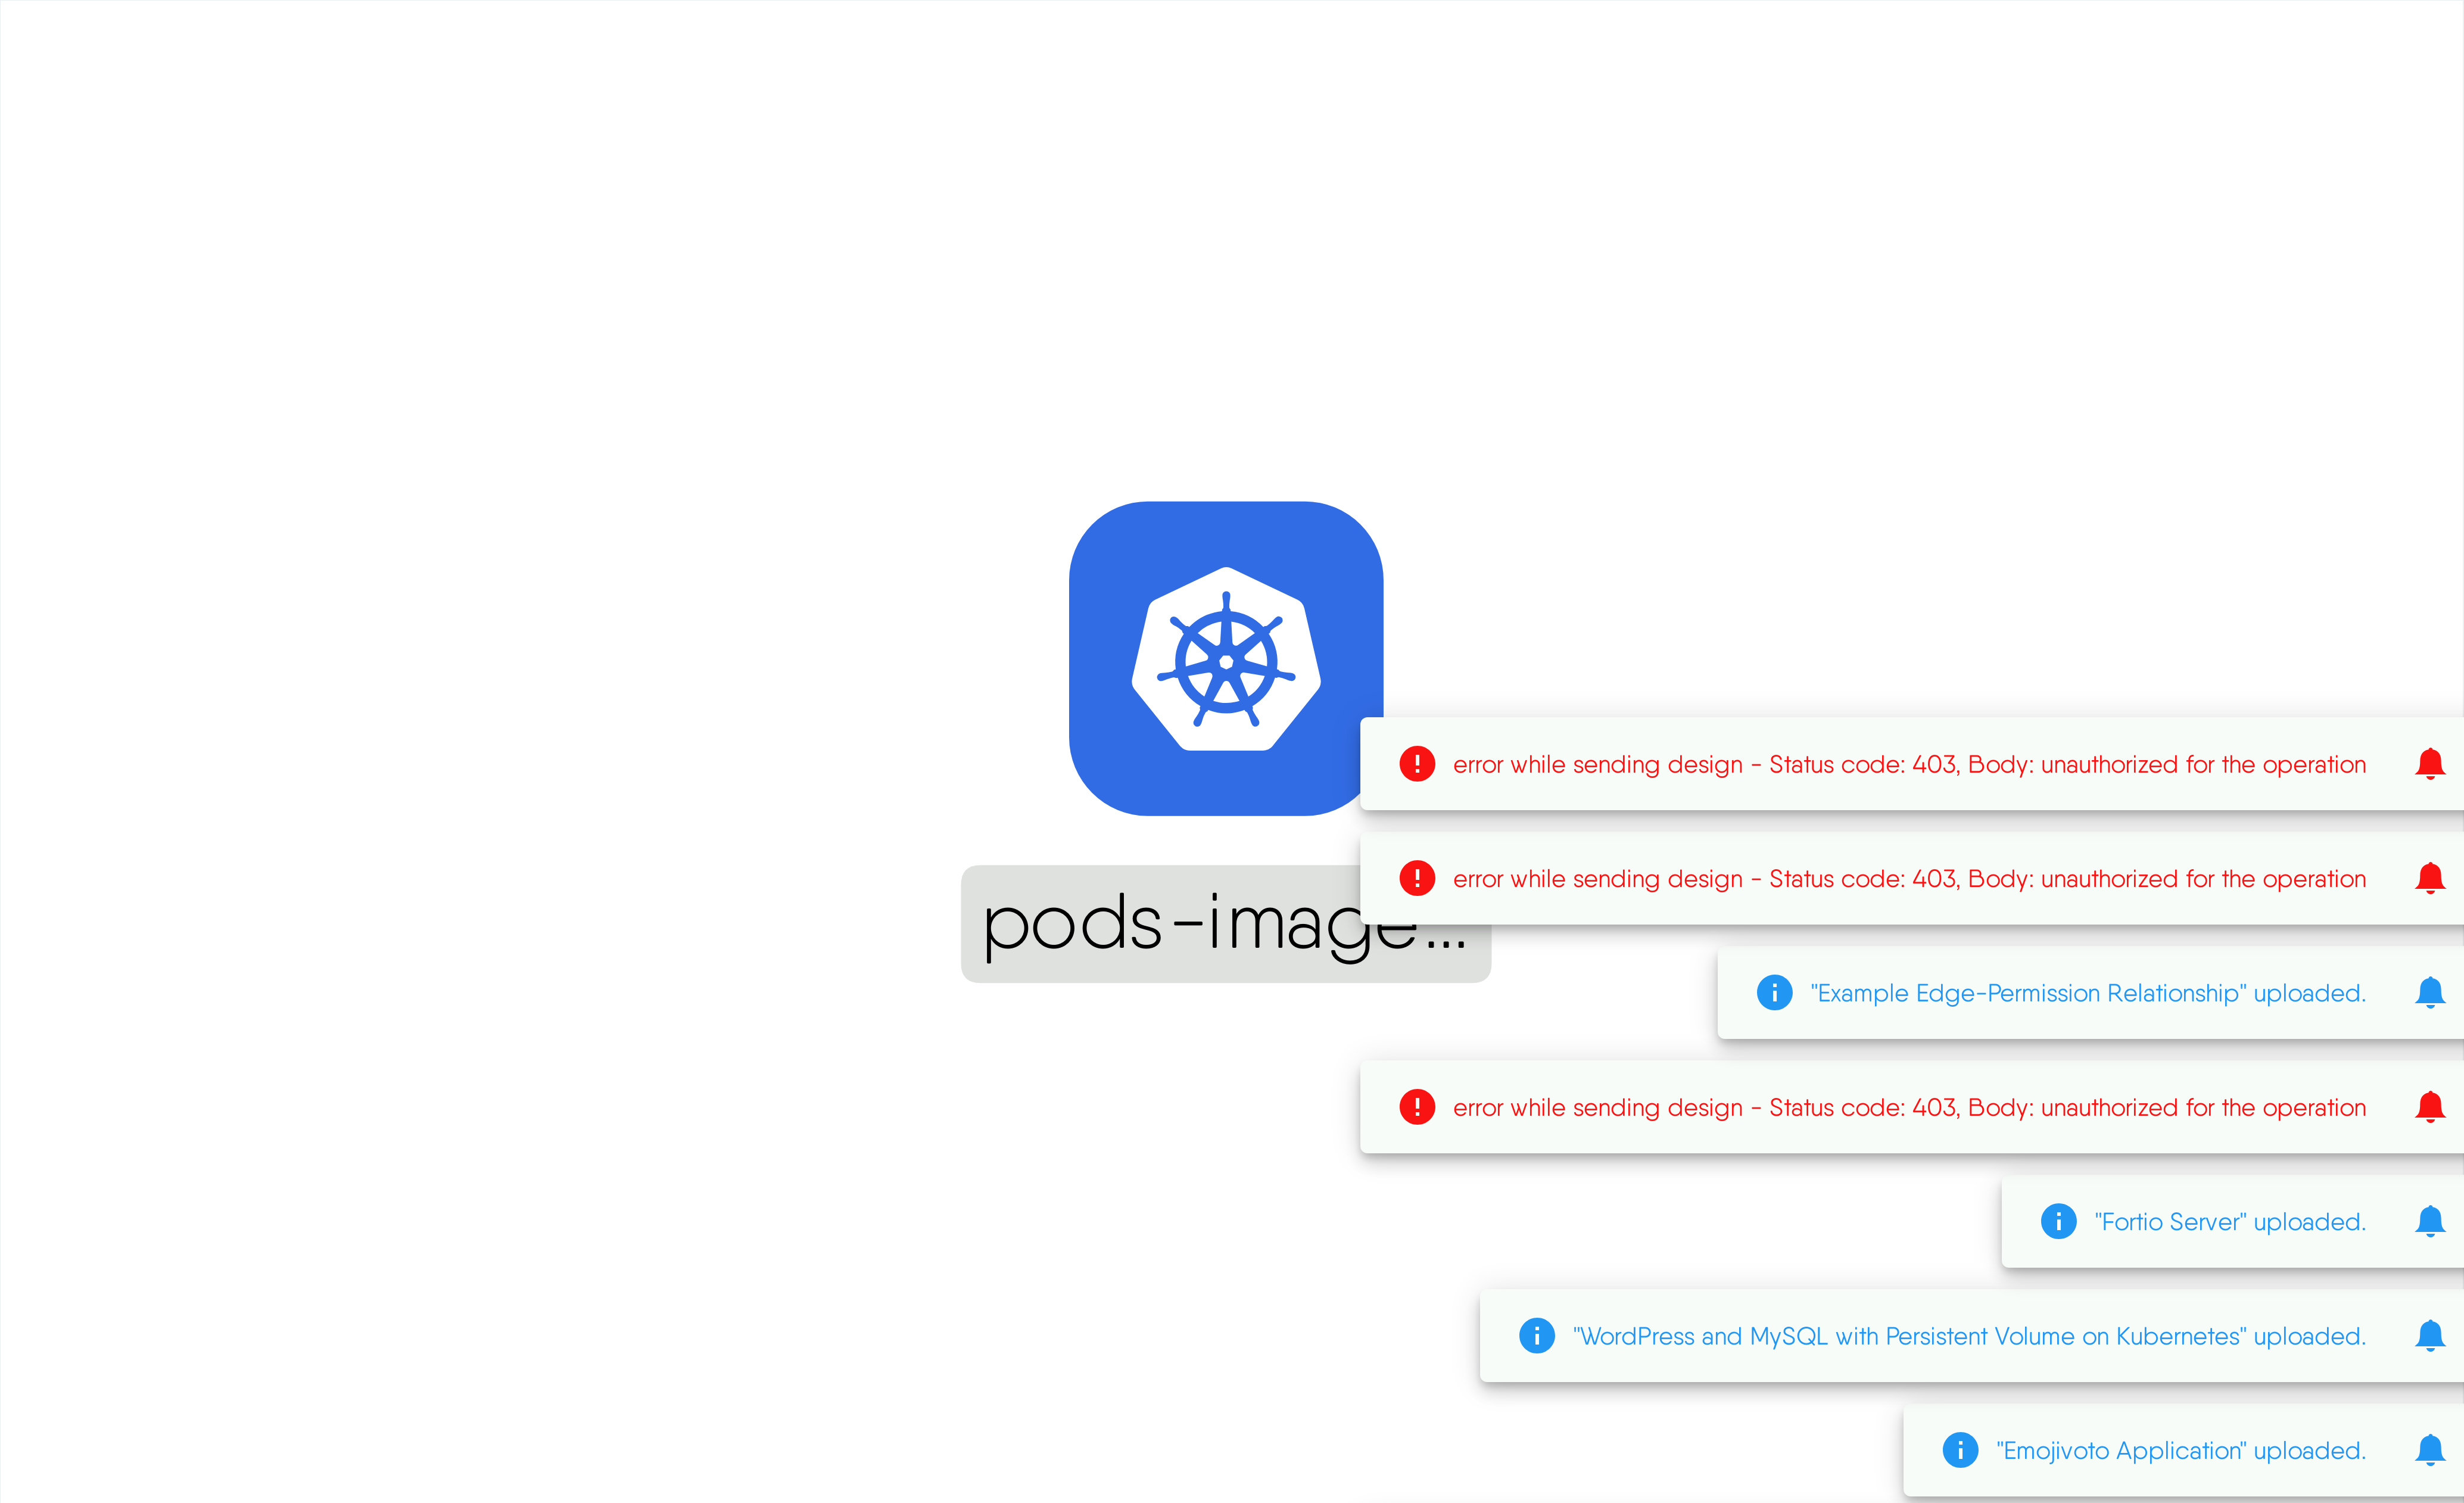 pods-image...
error while sending design - Status code: 403, Body: unauthorized for the operation
error while sending design - Status code: 403, Body: unauthorized for the operation
"Example Edge-Permission Relationship" uploaded.
error while sending design - Status code: 403, Body: unauthorized for the operation
"Fortio Server" uploaded.
"WordPress and MySQL with Persistent Volume on Kubernetes" uploaded.
"Emojivoto Application" uploaded.